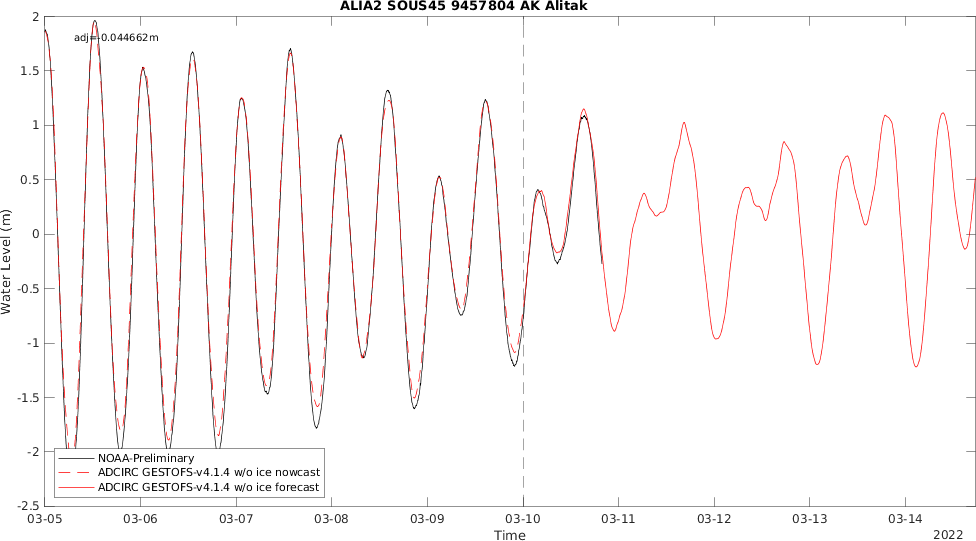 ALIA2 SOUS45 9457804 AK Alitak
adj=-0.044662m
2
1.5
1
0.5
0
-0.5
-1
-1.5
-2
-2.5
Water Level (m)
NOAA-Preliminary
ADCIRC GESTOFS-v4.1.4 w/o ice nowcast
ADCIRC GESTOFS-v4.1.4 w/o ice forecast
03-05 03-06 03-07 03-08 03-09 03-10 03-11 03-12 03-13 03-14
Time
2022